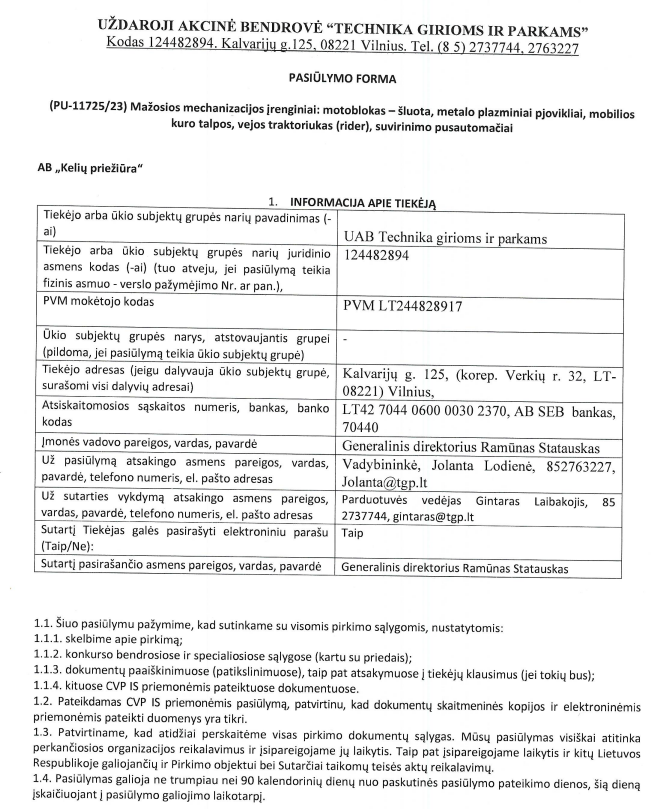 UŽDAROJI AKCINĖ BENDROVĖ “TECHNIKA GIRIOMS IR PARKAMS”
Kodas 124482894. Kalvarijų g.125, 08221 Vilnius. Tel. (8 5) 2737744, 2763227
PASIŪLYMO FORMA
(PU-11725/23) Mažosios mechanizacijos įrenginiai: motoblokas – šluota, metalo plazminiai pjovikliai, mobilios
kuro talpos, vejos traktoriukas (rider), suvirinimo pusautomačiai
AB „Kelių priežiūra“
1. INFORMACIJA APIE TIEKĖJĄ
Tiekėjo arba ūkio subjektų grupės narių pavadinimas (-
ai)
UAB Technika girioms ir parkams
Tiekėjo arba ūkio subjektų grupės narių juridinio
asmens kodas (-ai) (tuo atveju, jei pasiūlymą teikia
fizinis asmuo - verslo pažymėjimo Nr. ar pan.),
124482894
PVM mokėtojo kodas
PVM LT244828917
Ūkio subjektų grupės narys, atstovaujantis grupei
(pildoma, jei pasiūlymą teikia ūkio subjektų grupė)
-
Tiekėjo adresas (jeigu dalyvauja ūkio subjektų grupė,
surašomi visi dalyvių adresai)
Kalvarijų g. 125, (korep. Verkių r. 32, LT-
08221) Vilnius,
Atsiskaitomosios sąskaitos numeris, bankas, banko
kodas
LT42 7044 0600 0030 2370, AB SEB bankas,
70440
Įmonės vadovo pareigos, vardas, pavardė
Generalinis direktorius Ramūnas Statauskas
Už pasiūlymą atsakingo asmens pareigos, vardas,
pavardė, telefono numeris, el. pašto adresas
Vadybininkė, Jolanta Lodienė, 852763227,
Jolanta@tgp.lt
Už sutarties vykdymą atsakingo asmens pareigos,
vardas, pavardė, telefono numeris, el. pašto adresas
Parduotuvės vedėjas Gintaras Laibakojis, 85
2737744, gintaras@tgp.lt
Sutartį Tiekėjas galės pasirašyti elektroniniu parašu
(Taip/Ne):
Taip
Sutartį pasirašančio asmens pareigos, vardas, pavardė
Generalinis direktorius Ramūnas Statauskas
1.1. Šiuo pasiūlymu pažymime, kad sutinkame su visomis pirkimo sąlygomis, nustatytomis:
1.1.1. skelbime apie pirkimą;
1.1.2. konkurso bendrosiose ir specialiosiose sąlygose (kartu su priedais);
1.1.3. dokumentų paaiškinimuose (patikslinimuose), taip pat atsakymuose į tiekėjų klausimus (jei tokių bus);
1.1.4. kituose CVP IS priemonėmis pateiktuose dokumentuose.
1.2. Pateikdamas CVP IS priemonėmis pasiūlymą, patvirtinu, kad dokumentų skaitmeninės kopijos ir elektroninėmis
priemonėmis pateikti duomenys yra tikri.
1.3. Patvirtiname, kad atidžiai perskaitėme visas pirkimo dokumentų sąlygas. Mūsų pasiūlymas visiškai atitinka
perkančiosios organizacijos reikalavimus ir įsipareigojame jų laikytis. Taip pat įsipareigojame laikytis ir kitų Lietuvos
Respublikoje galiojančių ir Pirkimo objektui bei Sutarčiai taikomų teisės aktų reikalavimų.
1.4. Pasiūlymas galioja ne trumpiau nei 90 kalendorinių dienų nuo paskutinės pasiūlymo pateikimo dienos, šią dieną
įskaičiuojant į pasiūlymo galiojimo laikotarpį.